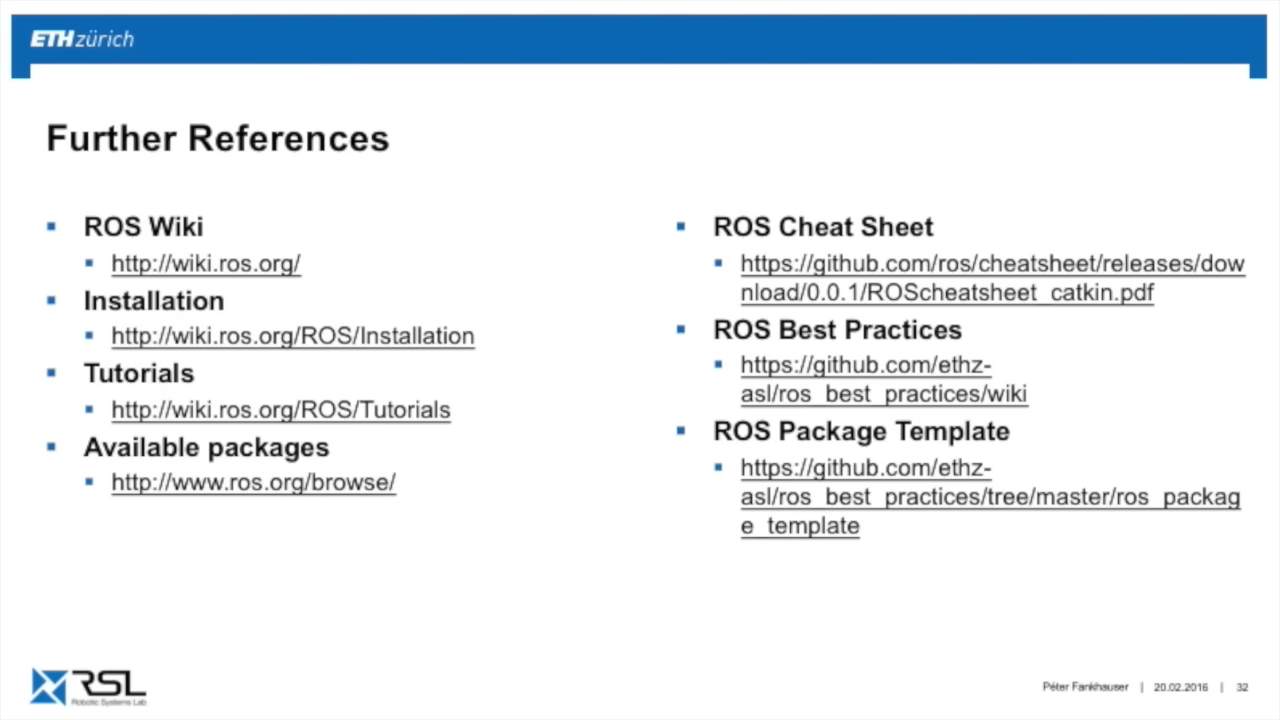 ETH zürich
Further References
ROS Wiki
http://wiki.ros.org/
Installation
http://wiki.ros.org/ROS/Installation
Tutorials
http://wiki.ros.org/ROS/Tutorials
Available packages
http://www.ros.org/browse/
ROS Cheat Sheet
https://github.com/ros/cheatsheet/releases/dow
nload/0.0.1/ROScheatsheet_catkin.pdf
ROS Best Practices
https://github.com/ethz-
asl/ros_best_practices/wiki
ROS Package Template
https://github.com/ethz-
asl/ros_best_practices/tree/master/ros_packag
e_template
RSL
Robotic Systems Lab
Péter Fankhauser | 20.02.2016 | 32